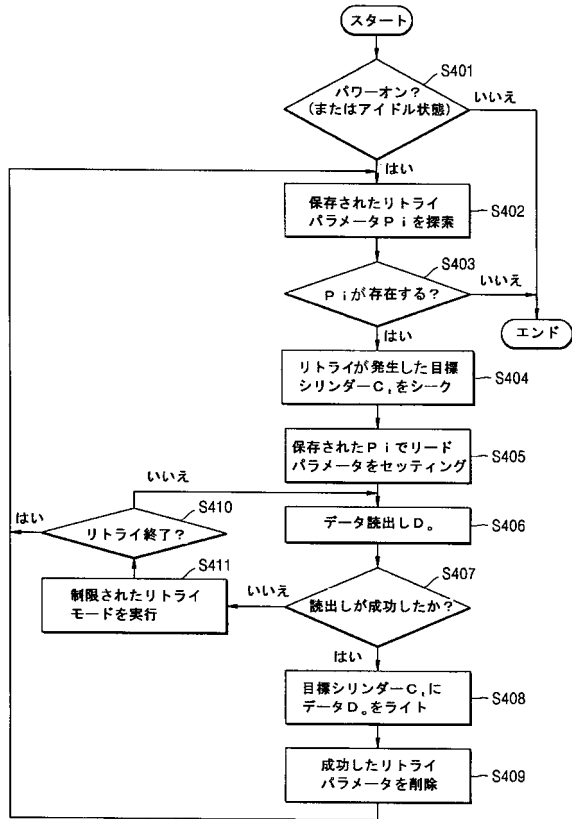 スタート
S401
パワーオン？
(またはアイドル状態)
いいえ
はい
保存されたリトライ
パラメータＰｉを探索
S402
S403
Ｐｉが存在する？
いいえ
エンド
はい
リトライが発生した目標
シリンダーCtをシーク
S404
保存されたＰｉでリード
パラメータをセッティング
S405
いいえ
はい
S410
リトライ終了？
データ読出しDo
S406
S411
制限されたリトライ
モードを実行
いいえ
S407
読出しが成功したか？
はい
目標シリンダーCtに
データDoをライト
S408
成功したリトライ
パラメータを削除
S409